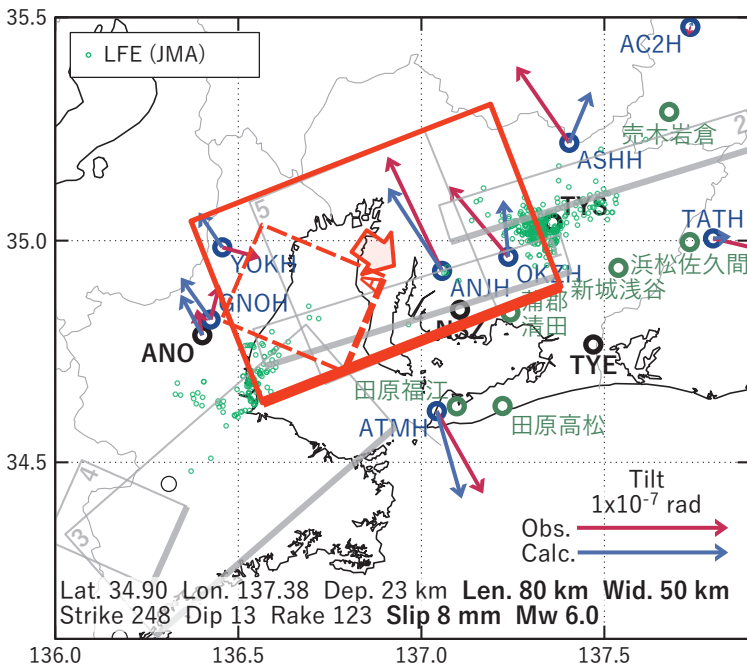 35.5
LFE (JMA)
AC2H
売木岩倉
ASHH
2
5
TYS
TATH
35.0
YOKH
浜松佐久間
ANJH
OKZH
新城浅谷
GNOH
蒲郡
清田
ANO
TYE
田原福江
ATMH
田原高松
34.5
4
3
Tilt
1x10⁻⁷ rad
Obs.
Calc.
Lat. 34.90 Lon. 137.38 Dep. 23 km Len. 80 km Wid. 50 km
Strike 248 Dip 13 Rake 123 Slip 8 mm Mw 6.0
136.0 136.5 137.0 137.5